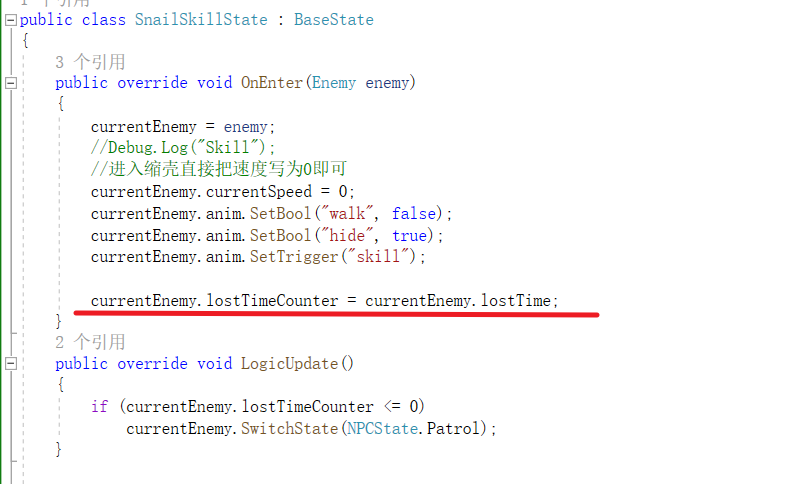 1 个引用
public class SnailSkillState : BaseState
{
3 个引用
public override void OnEnter(Enemy enemy)
{
currentEnemy = enemy;
//Debug.Log("Skill");
//进入缩壳直接把速度写为0即可
currentEnemy.currentSpeed = 0;
currentEnemy.anim.SetBool("walk", false);
currentEnemy.anim.SetBool("hide", true);
currentEnemy.anim.SetTrigger("skill");
currentEnemy.lostTimeCounter = currentEnemy.lostTime;
}
2 个引用
public override void LogicUpdate()
{
if (currentEnemy.lostTimeCounter <= 0)
currentEnemy.SwitchState(NPCState.Patrol);
}